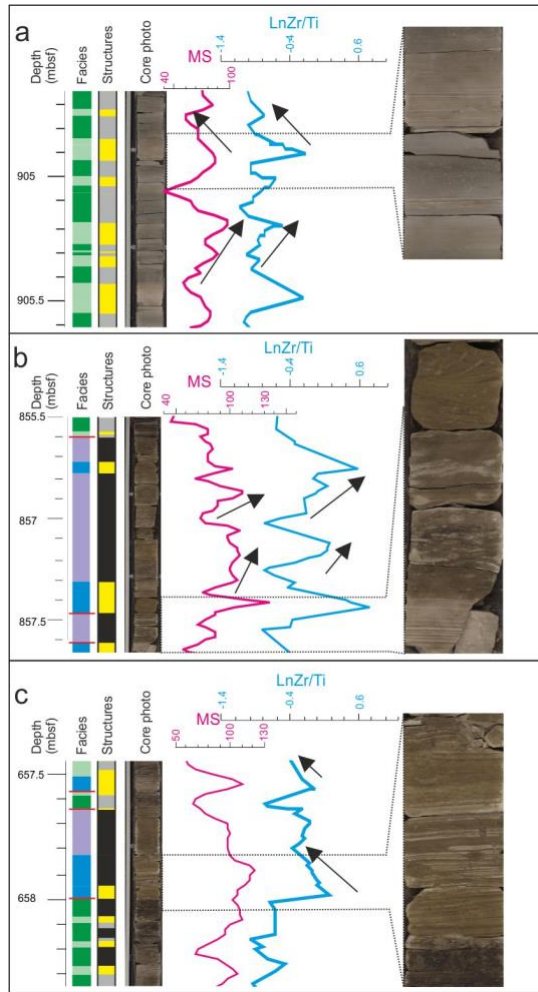 a
Depth
(mbsf)
Facies
Structures
Core photo
LnZr/Ti
-1.4
-0.4
0.6
MS
40
100
905
905.5
b
Depth
(mbsf)
Facies
Structures
Core photo
LnZr/Ti
-1.4
-0.4
0.6
MS
40
100
130
855.5
857
857.5
c
Depth
(mbsf)
Facies
Structures
Core photo
LnZr/Ti
-1.4
-0.4
0.6
MS
50
100
130
657.5
658